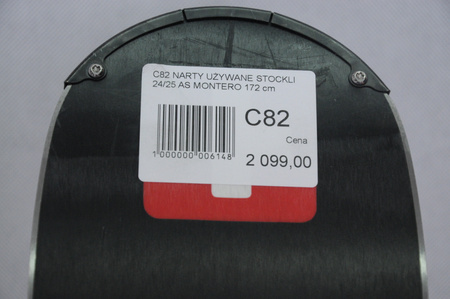 C82 NARTY UŻYWANE STOCKLI
24/25 AS MONTERO 172 cm
C82
Cena
1 000000 006148
2 099,00